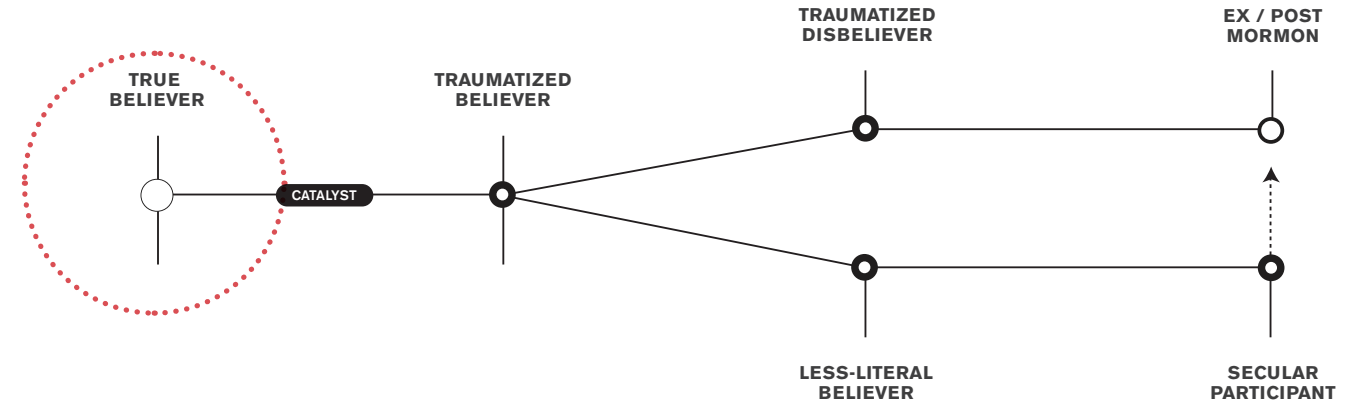 TRUE
BELIEVER
CATALYST
TRAUMATIZED
BELIEVER
TRAUMATIZED
DISBELIEVER
EX / POST
MORMON
LESS-LITERAL
BELIEVER
SECULAR
PARTICIPANT